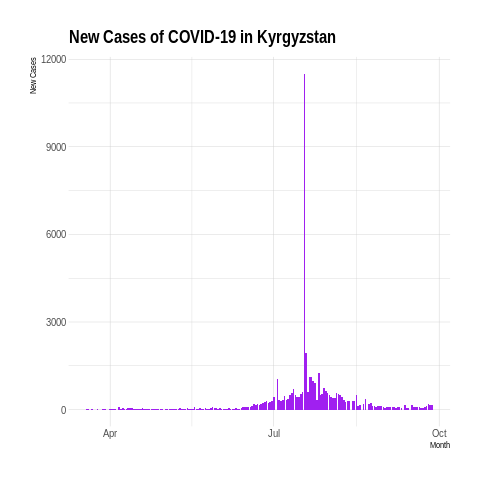 New Cases of COVID-19 in Kyrgyzstan
New Cases
12000
9000
6000
3000
0
Apr
Jul
Oct
Month